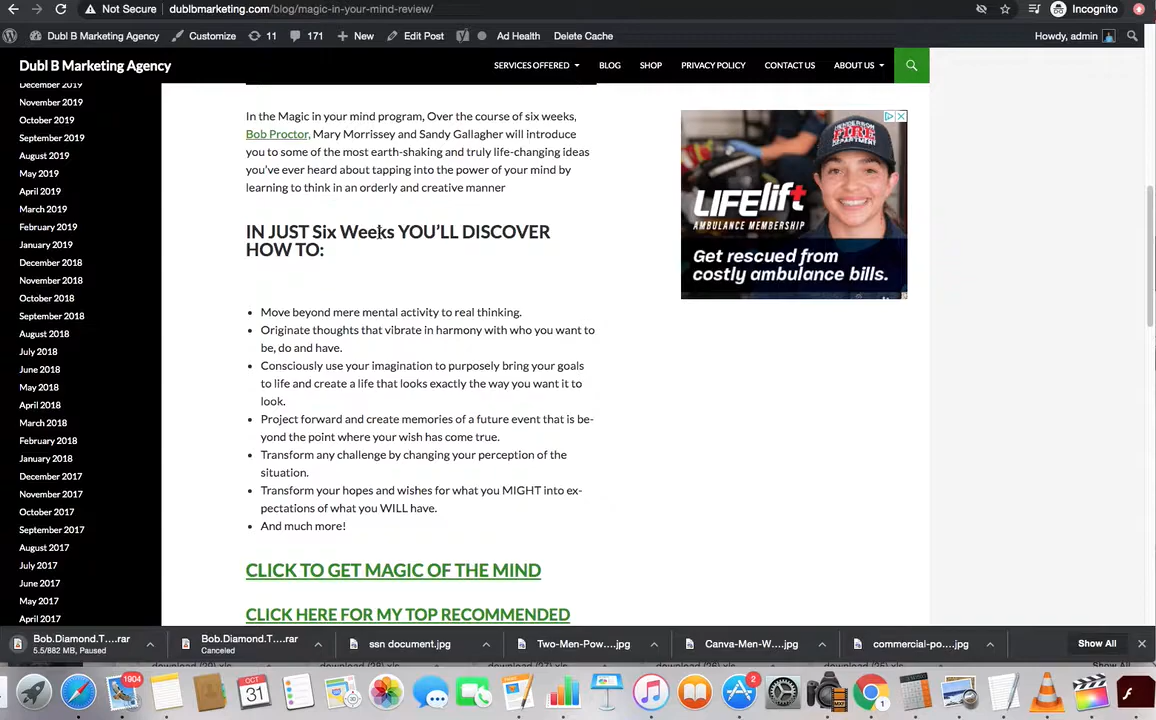 Not Secure dublbmarketing.com/blog/magic-in-your-mind-review/ Incognito
Dubl B Marketing Agency Customize 11 171 New Edit Post Ad Health Delete Cache Howdy, admin
Dubl B Marketing Agency SERVICES OFFERED BLOG SHOP PRIVACY POLICY CONTACT US ABOUT US
December 2019
November 2019
October 2019
September 2019
August 2019
May 2019
April 2019
March 2019
February 2019
January 2019
December 2018
November 2018
October 2018
September 2018
August 2018
July 2018
June 2018
May 2018
April 2018
March 2018
February 2018
January 2018
December 2017
November 2017
October 2017
September 2017
August 2017
July 2017
June 2017
May 2017
April 2017
In the Magic in your mind program, Over the course of six weeks,
Bob Proctor, Mary Morrissey and Sandy Gallagher will introduce
you to some of the most earth-shaking and truly life-changing ideas
you've ever heard about tapping into the power of your mind by
learning to think in an orderly and creative manner
IN JUST Six Weeks YOU'LL DISCOVER
HOW TO:
• Move beyond mere mental activity to real thinking.
• Originate thoughts that vibrate in harmony with who you want to
be, do and have.
• Consciously use your imagination to purposely bring your goals
to life and create a life that looks exactly the way you want it to
look.
• Project forward and create memories of a future event that is be-
yond the point where your wish has come true.
• Transform any challenge by changing your perception of the
situation.
• Transform your hopes and wishes for what you MIGHT into ex-
pectations of what you WILL have.
• And much more!
CLICK TO GET MAGIC OF THE MIND
CLICK HERE FOR MY TOP RECOMMENDED
HENDERSON
FIRE
DEPARTMENT
LIFElift
AMBULANCE MEMBERSHIP
Get rescued from
costly ambulance bills.
Bob.Diamond.T....rar
5.5/882 MB, Paused
Bob.Diamond.T....rar
Canceled
ssn document.jpg
Two-Men-Pow....jpg
Canva-Men-W....jpg
commercial-po....jpg
Show All
1904
OCT
31
2
1